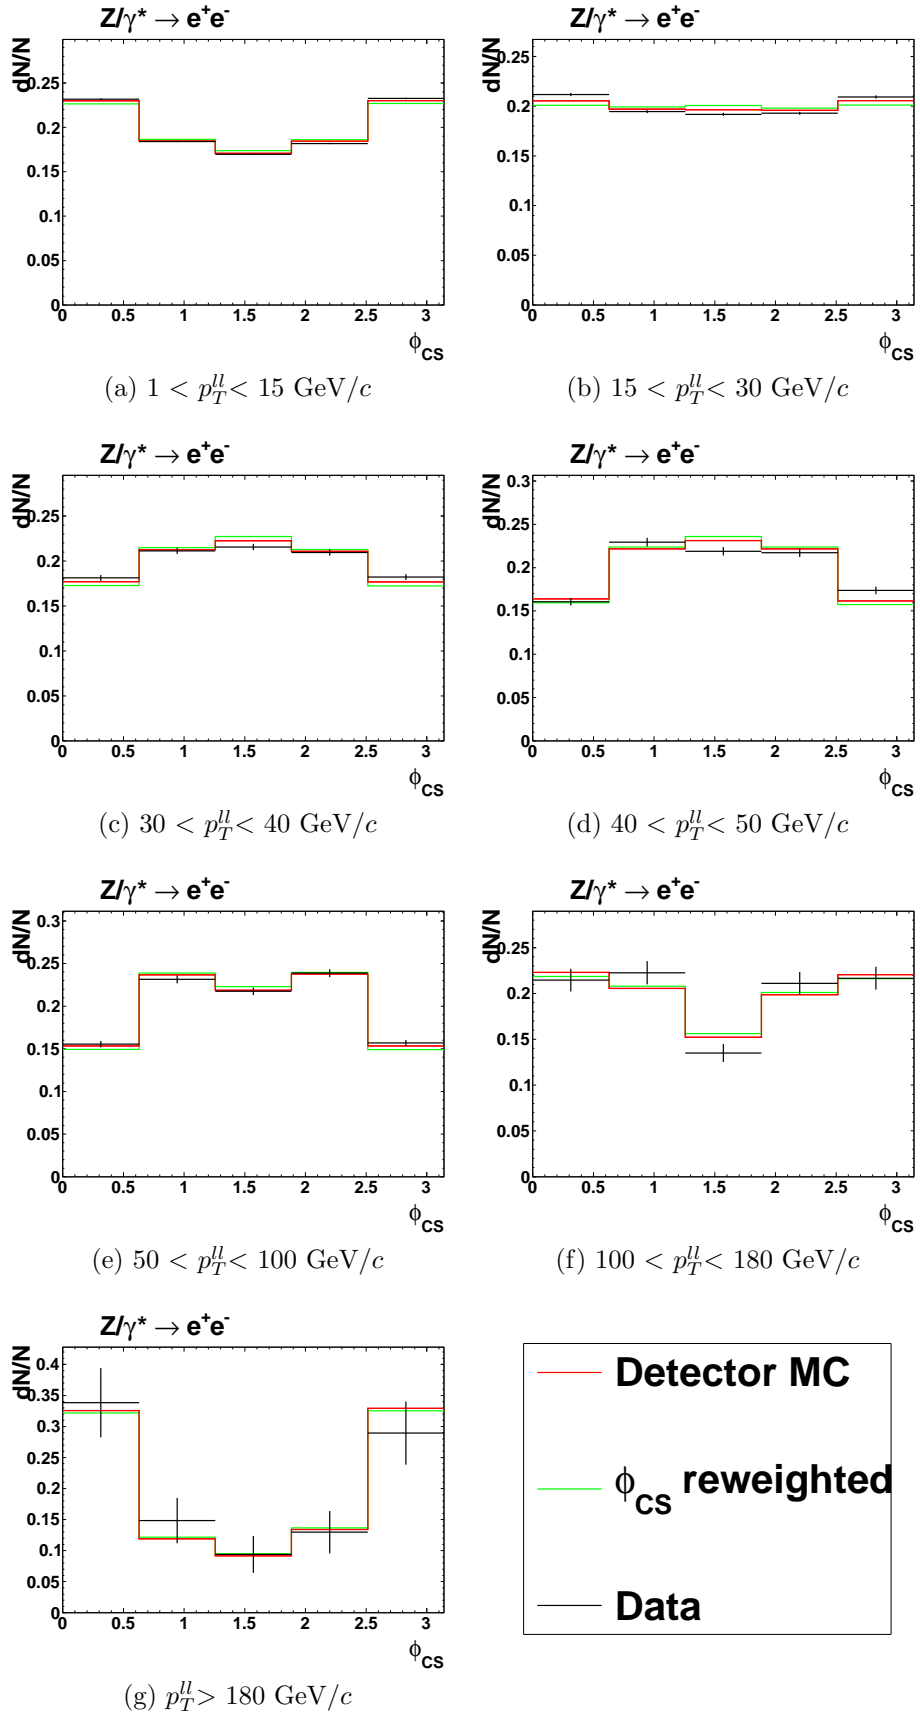 Z/γ* → e⁺e⁻ Z/γ* → e⁺e⁻
dN/N dN/N
0.25 0.25
0.2 0.2
0.15 0.15
0.1 0.1
0.05 0.05
0 0
0 0.5 1 1.5 2 2.5 3 0 0.5 1 1.5 2 2.5 3
ϕ_CS ϕ_CS
(a) 1 < p_T^ll < 15 GeV/c (b) 15 < p_T^ll < 30 GeV/c
Z/γ* → e⁺e⁻ Z/γ* → e⁺e⁻
dN/N dN/N
0.3
0.25 0.25
0.2 0.2
0.15 0.15
0.1 0.1
0.05 0.05
0 0
0 0.5 1 1.5 2 2.5 3 0 0.5 1 1.5 2 2.5 3
ϕ_CS ϕ_CS
(c) 30 < p_T^ll < 40 GeV/c (d) 40 < p_T^ll < 50 GeV/c
Z/γ* → e⁺e⁻ Z/γ* → e⁺e⁻
dN/N dN/N
0.3
0.25 0.25
0.2 0.2
0.15 0.15
0.1 0.1
0.05 0.05
0 0
0 0.5 1 1.5 2 2.5 3 0 0.5 1 1.5 2 2.5 3
ϕ_CS ϕ_CS
(e) 50 < p_T^ll < 100 GeV/c (f) 100 < p_T^ll < 180 GeV/c
Z/γ* → e⁺e⁻
dN/N
0.4
0.35
0.3
0.25
0.2
0.15
0.1
0.05
0
0 0.5 1 1.5 2 2.5 3
ϕ_CS
(g) p_T^ll > 180 GeV/c
Detector MC
ϕ_CS reweighted
Data